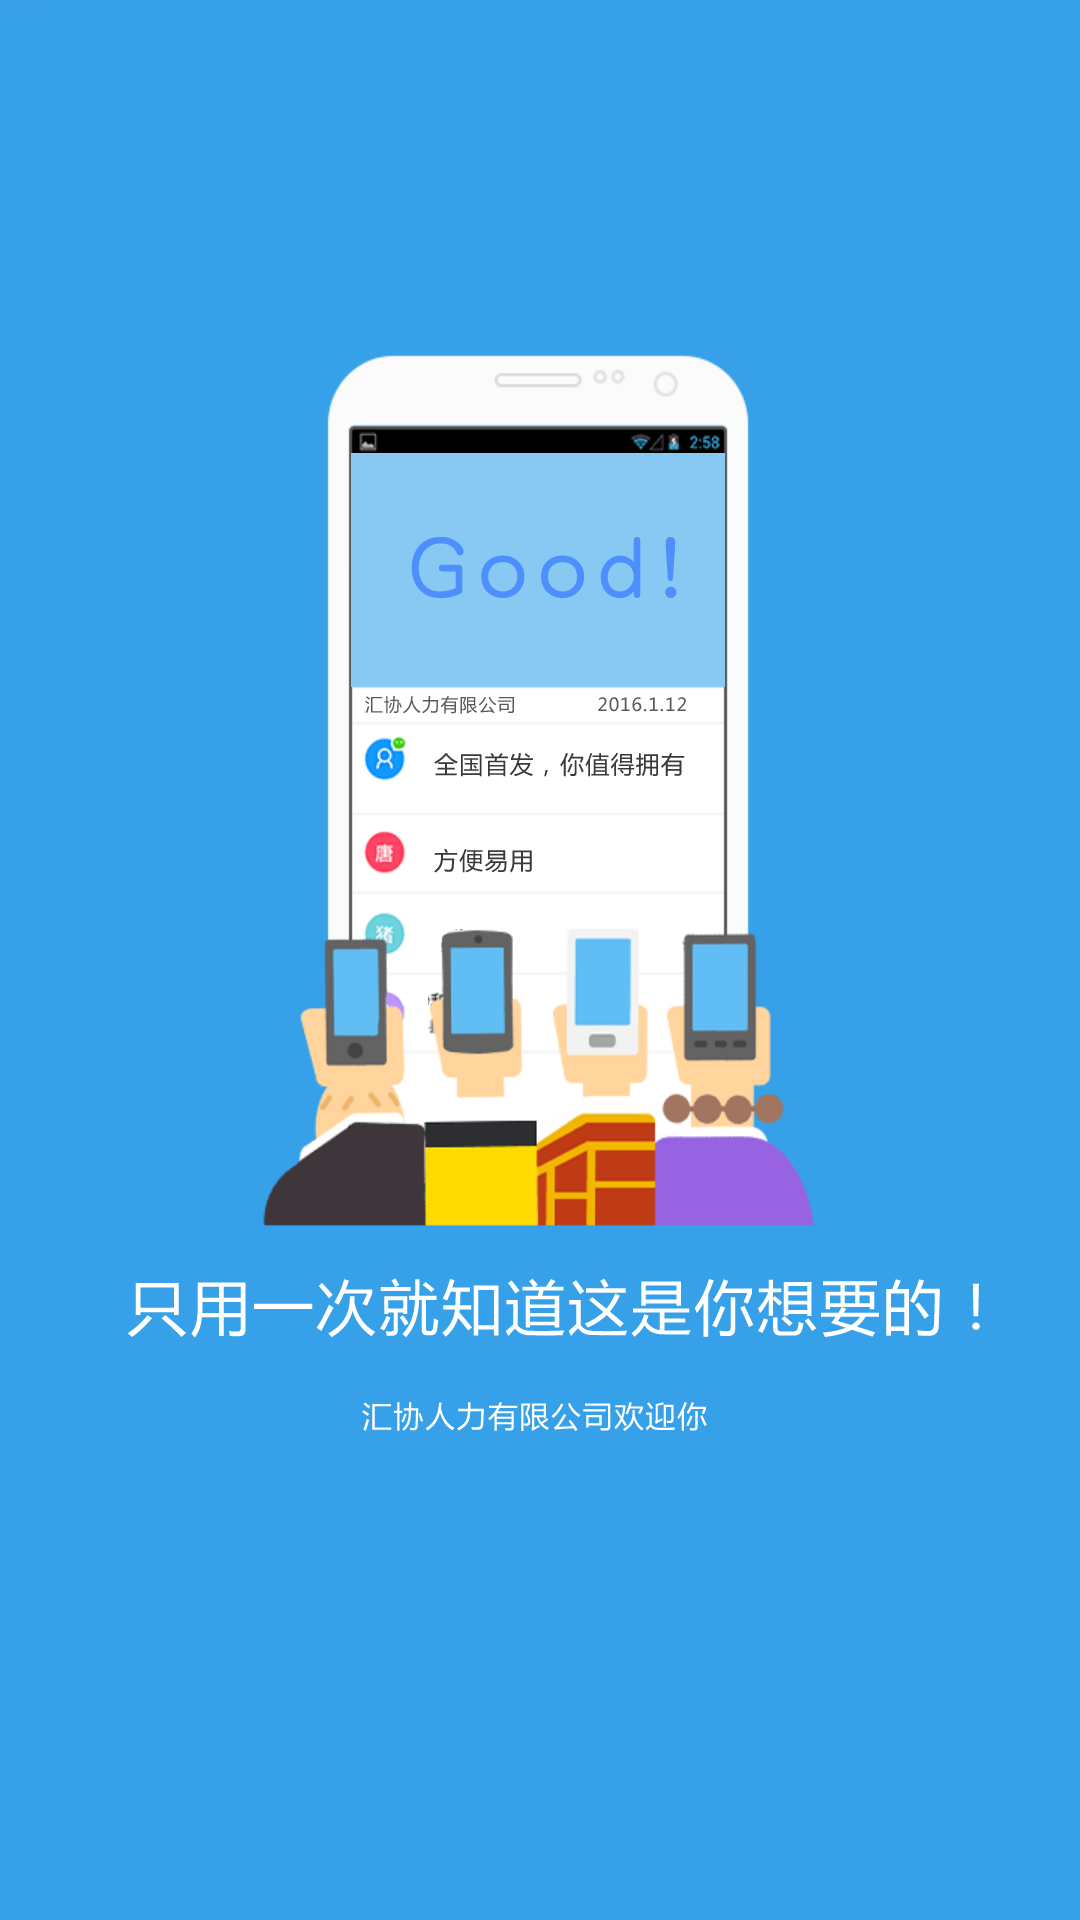 2:58
Good!
汇协人力有限公司 2016.1.12
全国首发，你值得拥有
唐
方便易用
猪
只用一次就知道这是你想要的！
汇协人力有限公司欢迎你